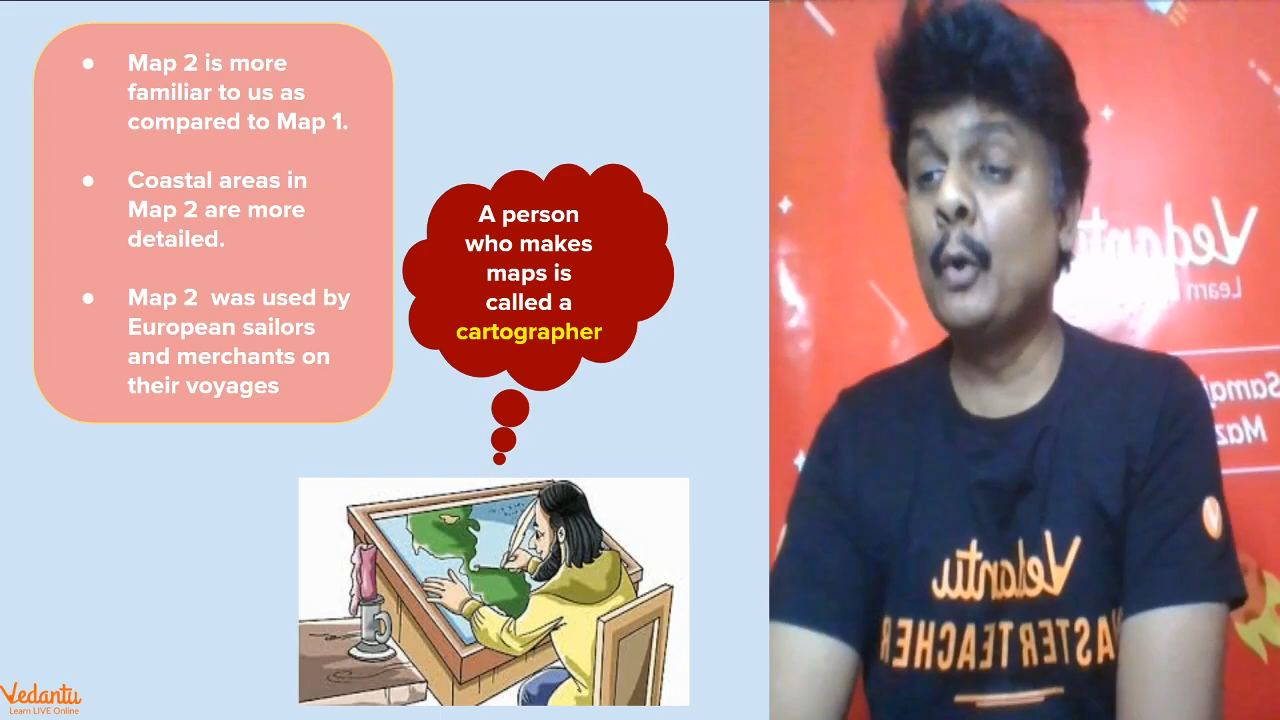 Map 2 is more
familiar to us as
compared to Map 1.
Coastal areas in
Map 2 are more
detailed.
Map 2 was used by
European sailors
and merchants on
their voyages
A person
who makes
maps is
called a
cartographer
Vedantu
Learn LIVE Online
Vedantu
Learn
Vedantu
MASTER TEACHER